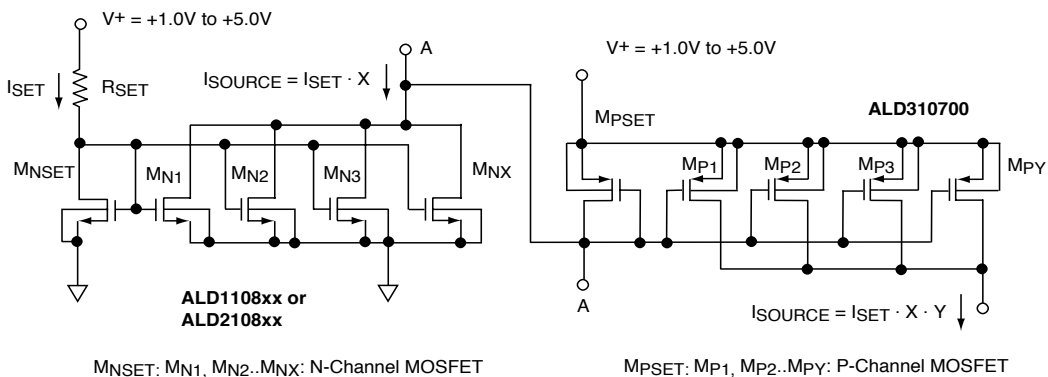 V+ = +1.0V to +5.0V
A
ISET
RSET
ISOURCE = ISET · X
V+ = +1.0V to +5.0V
MPSET
ALD310700
MNSET
MN1
MN2
MN3
MNX
MP1
MP2
MP3
MPY
A
ALD1108xx or
ALD2108xx
ISOURCE = ISET · X · Y
MNSET: MN1, MN2..MNX: N-Channel MOSFET
MPSET: MP1, MP2..MPY: P-Channel MOSFET